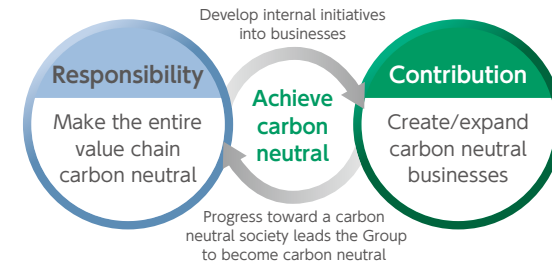 Develop internal initiatives
into businesses
Responsibility
Make the entire
value chain
carbon neutral
Achieve
carbon
neutral
Contribution
Create/expand
carbon neutral
businesses
Progress toward a carbon
neutral society leads the Group
to become carbon neutral